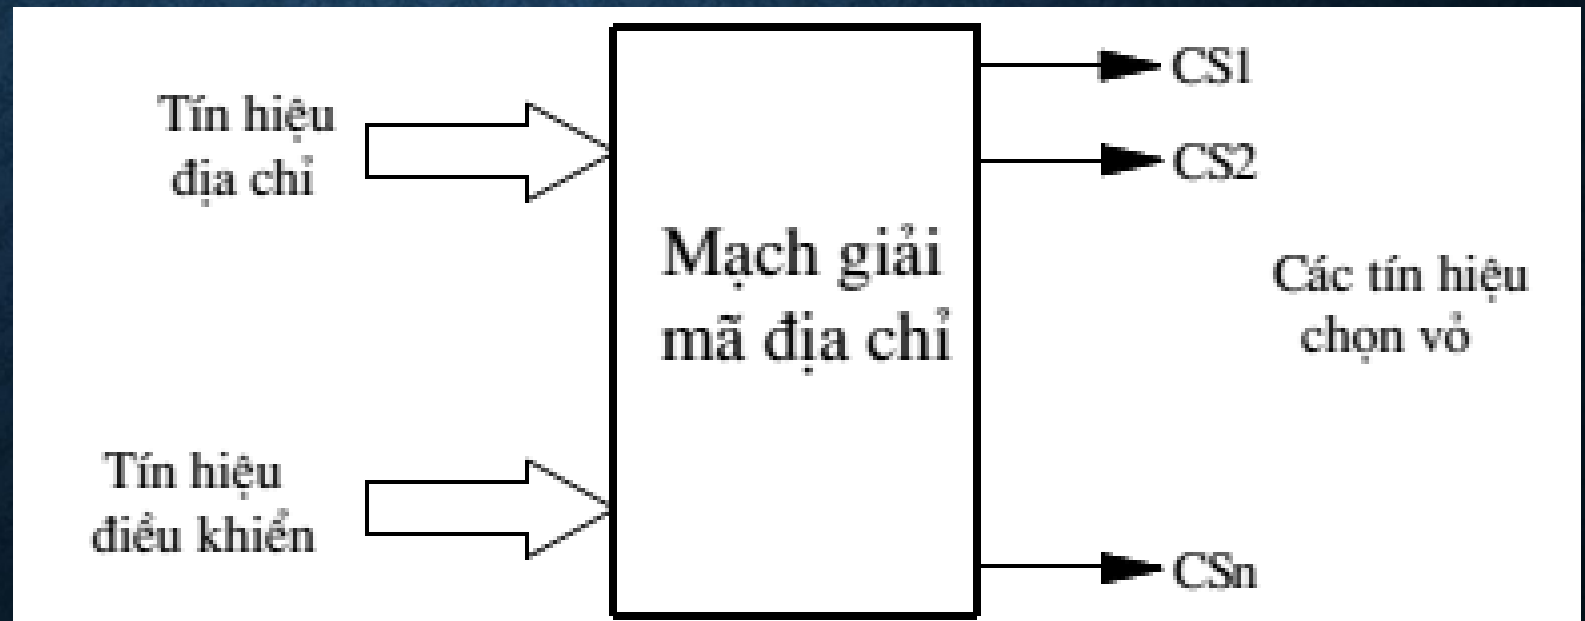 Tín hiệu
địa chỉ
Tín hiệu
điều khiển
Mạch giải
mã địa chỉ
CS1
CS2
CSn
Các tín hiệu
chọn vỏ